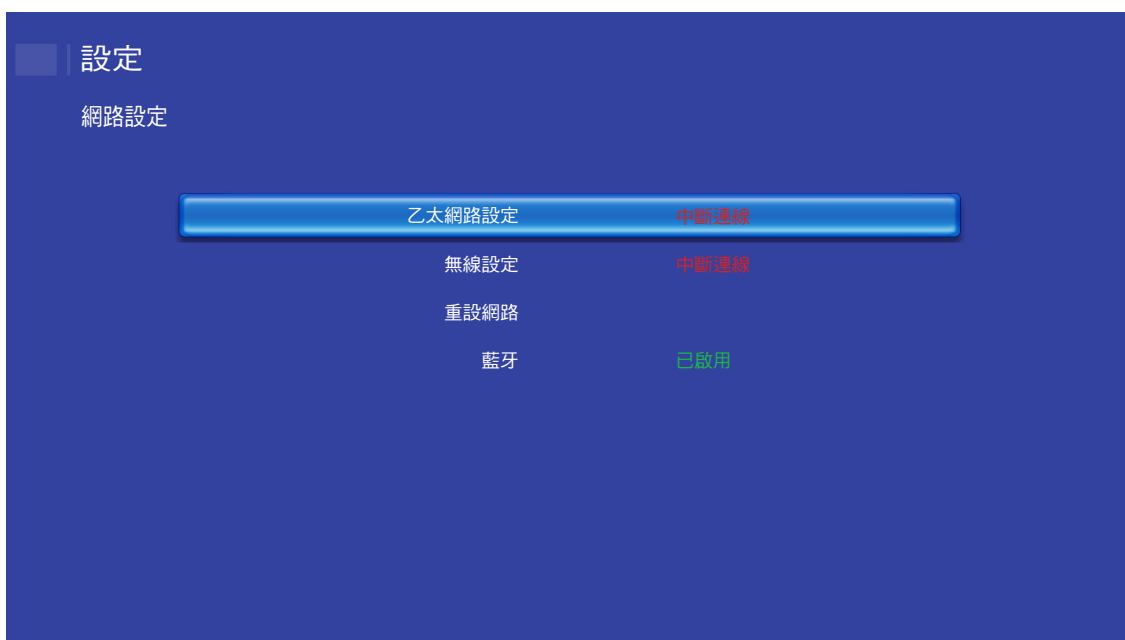 設定
網路設定
乙太網路設定 中斷連線
無線設定 中斷連線
重設網路
藍牙 已啟用